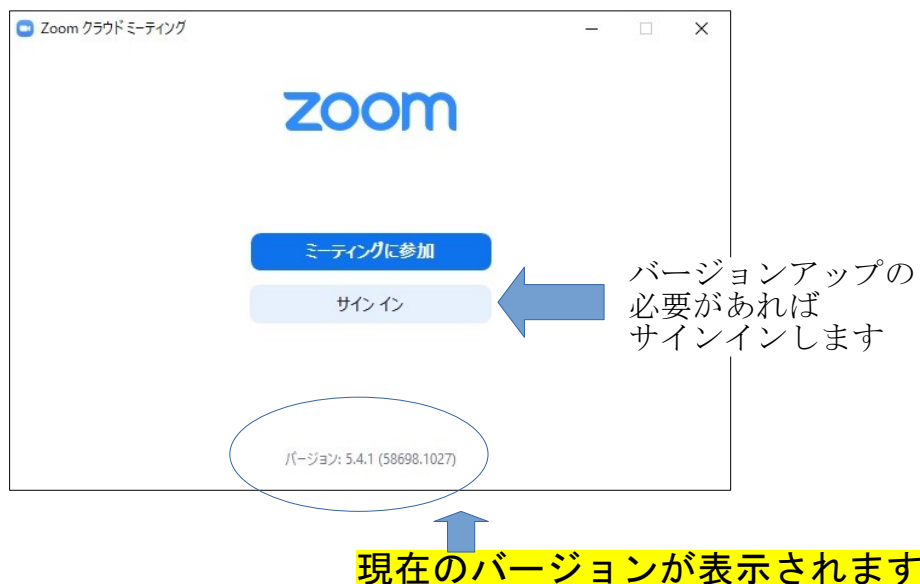 Zoom クラウド ミーティング
zoom
ミーティングに参加
サイン イン
バージョンアップの
必要があれば
サインインします
バージョン: 5.4.1 (58698.1027)
現在のバージョンが表示されます